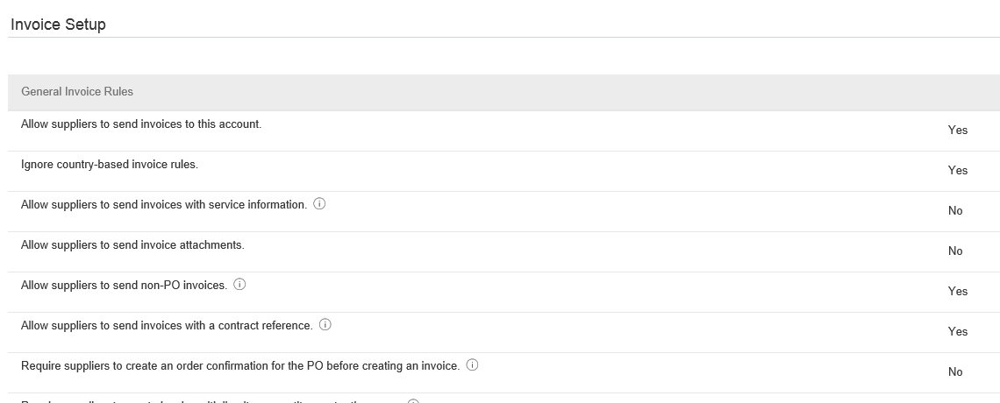 Invoice Setup
General Invoice Rules
Allow suppliers to send invoices to this account.
Yes
Ignore country-based invoice rules.
Yes
Allow suppliers to send invoices with service information.
No
Allow suppliers to send invoice attachments.
No
Allow suppliers to send non-PO invoices.
Yes
Allow suppliers to send invoices with a contract reference.
Yes
Require suppliers to create an order confirmation for the PO before creating an invoice.
No